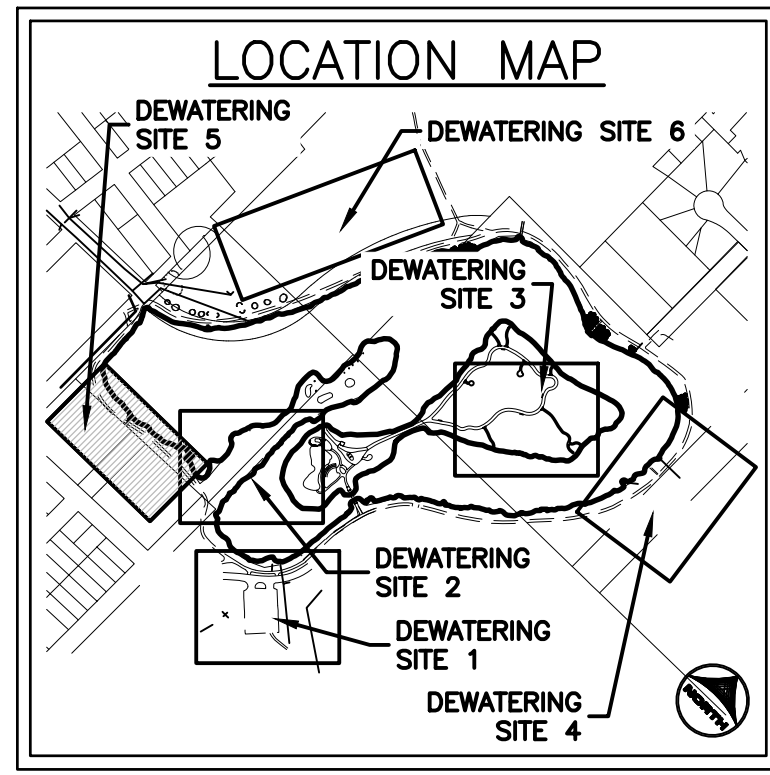 LOCATION MAP
DEWATERING
SITE 5
DEWATERING SITE 6
DEWATERING
SITE 3
DEWATERING
SITE 2
DEWATERING
SITE 1
DEWATERING
SITE 4
NORTH